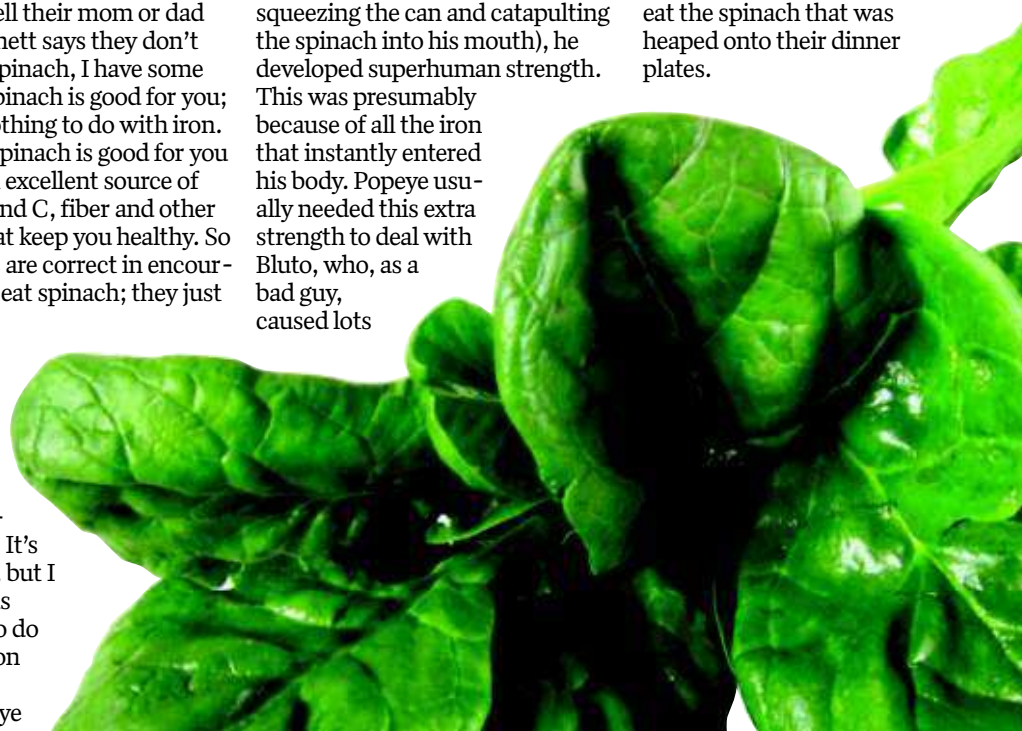 ell their mom or dad
nett says they don’t
pinach, I have some
pinach is good for you;
thing to do with iron.
pinach is good for you
excellent source of
nd C, fiber and other
at keep you healthy. So
are correct in encour-
eat spinach; they just
-
It’s
but I
s
o do
on
ye
squeezing the can and catapulting
the spinach into his mouth), he
developed superhuman strength.
This was presumably
because of all the iron
that instantly entered
his body. Popeye usu-
ally needed this extra
strength to deal with
Bluto, who, as a
bad guy,
caused lots
eat the spinach that was
heaped onto their dinner
plates.